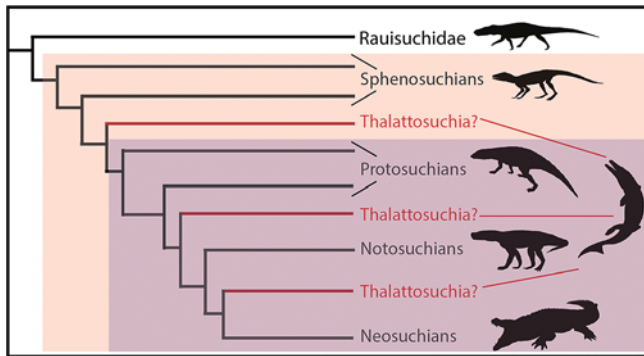 Rauisuchidae
Sphenosuchians
Thalattosuchia?
Protosuchians
Thalattosuchia?
Notosuchians
Thalattosuchia?
Neosuchians